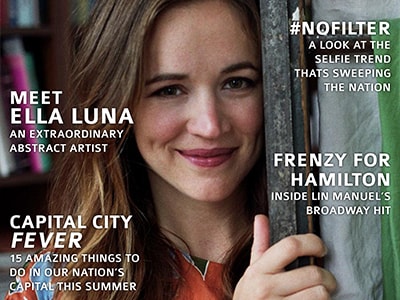 #NOFILTER
A LOOK AT THE
SELFIE TREND
THATS SWEEPING
THE NATION
MEET
ELLA LUNA
AN EXTRAORDINARY
ABSTRACT ARTIST
FRENZY FOR
HAMILTON
INSIDE LIN MANUEL'S
BROADWAY HIT
CAPITAL CITY
FEVER
15 AMAZING THINGS TO
DO IN OUR NATION'S
CAPITAL THIS SUMMER